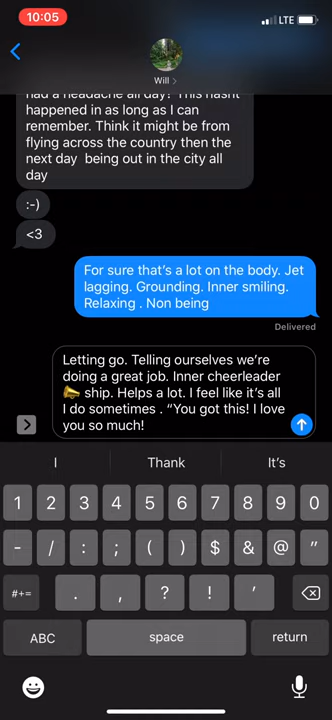 10:05
LTE
Will >
had a headache all day? This hasnt
happened in as long as I can
remember. Think it might be from
flying across the country then the
next day being out in the city all
day
:-)
<3
For sure that's a lot on the body. Jet
lagging. Grounding. Inner smiling.
Relaxing . Non being
Delivered
Letting go. Telling ourselves we're
doing a great job. Inner cheerleader
📣 ship. Helps a lot. I feel like it's all
I do sometimes . "You got this! I love
you so much!
I Thank It's
1 2 3 4 5 6 7 8 9 0
- / : ; ( ) $ & @ "
#+= . , ? ! '
ABC space return